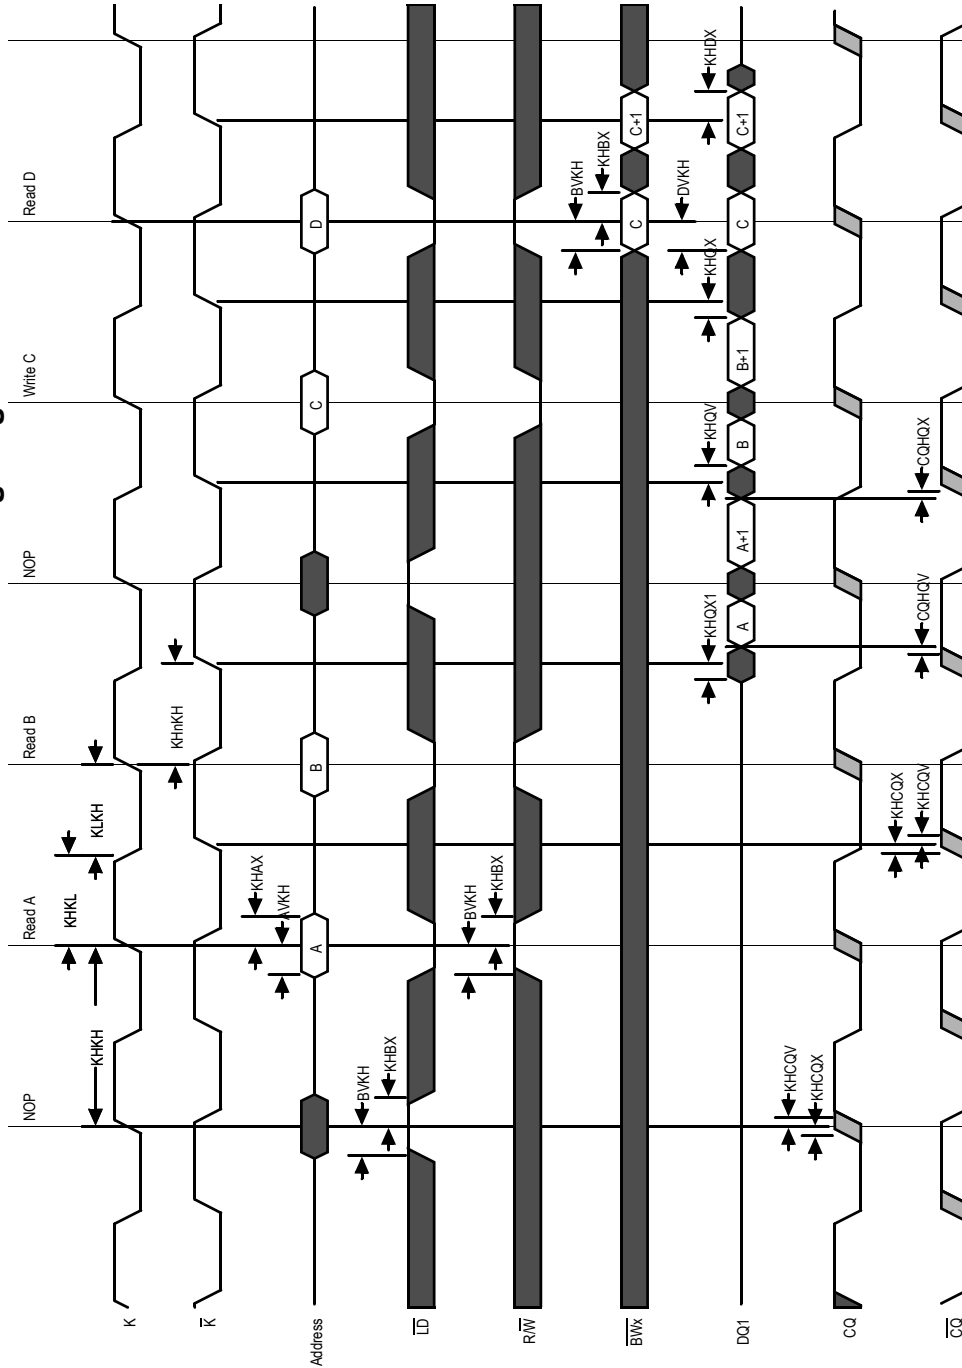 NOP
Read A
Read B
NOP
Write C
Read D
K
KHKH
KHKL
KLKH
K
KHnKH
Address
A
B
C
D
KHAX
AVKH
LD
BVKH
KHBX
R/W
BVKH
KHBX
BWx
C
C+1
BVKH
KHBX
DQ1
A
A+1
B
B+1
C
C+1
KHQX1
KHQV
KHQX
DVKH
KHDX
CQ
KHCQV
KHCQX
CQ
KHCQX
KHCQV
CQHQV
CQHQX